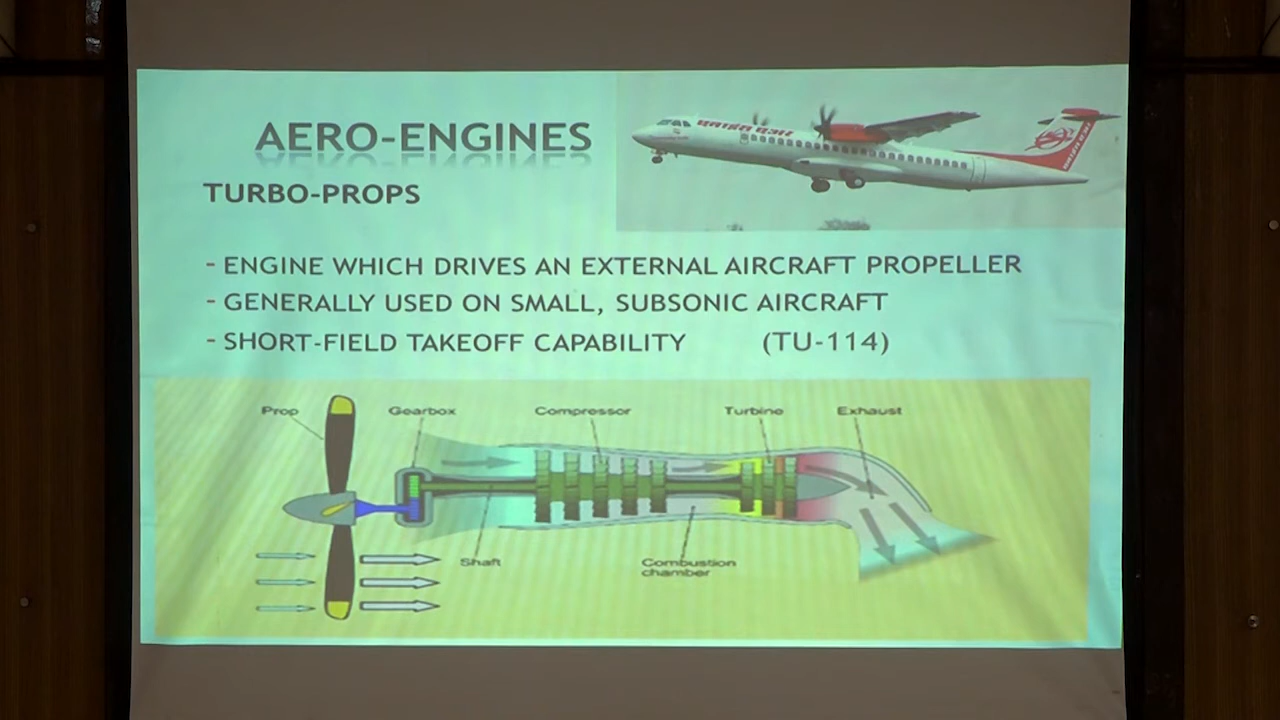 AERO-ENGINES
TURBO-PROPS
- ENGINE WHICH DRIVES AN EXTERNAL AIRCRAFT PROPELLER
- GENERALLY USED ON SMALL, SUBSONIC AIRCRAFT
- SHORT-FIELD TAKEOFF CAPABILITY (TU-114)
Prop
Gearbox
Compressor
Turbine
Exhaust
Shaft
Combustion
chamber